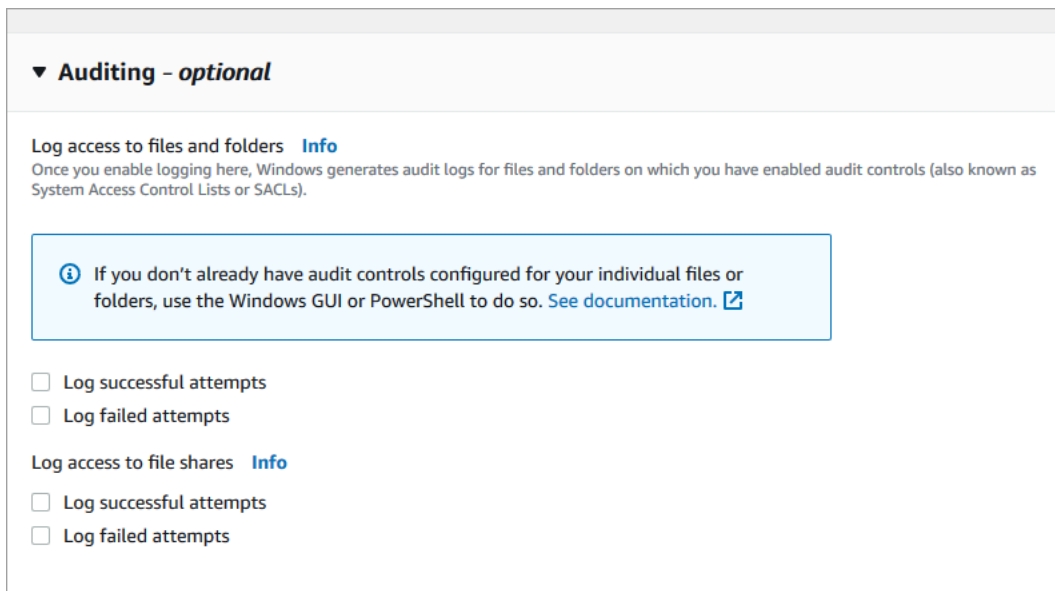 Auditing - optional
Log access to files and folders Info
Once you enable logging here, Windows generates audit logs for files and folders on which you have enabled audit controls (also known as
System Access Control Lists or SACLs).
If you don’t already have audit controls configured for your individual files or
folders, use the Windows GUI or PowerShell to do so. See documentation.
Log successful attempts
Log failed attempts
Log access to file shares Info
Log successful attempts
Log failed attempts